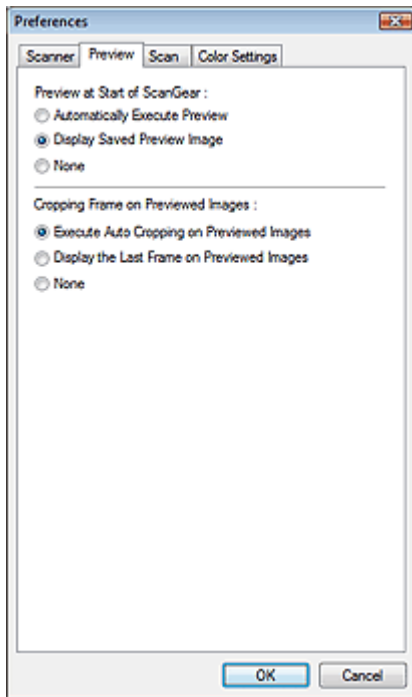 Preferences
Scanner Preview Scan Color Settings
Preview at Start of ScanGear :
Automatically Execute Preview
Display Saved Preview Image
None
Cropping Frame on Previewed Images :
Execute Auto Cropping on Previewed Images
Display the Last Frame on Previewed Images
None
OK Cancel